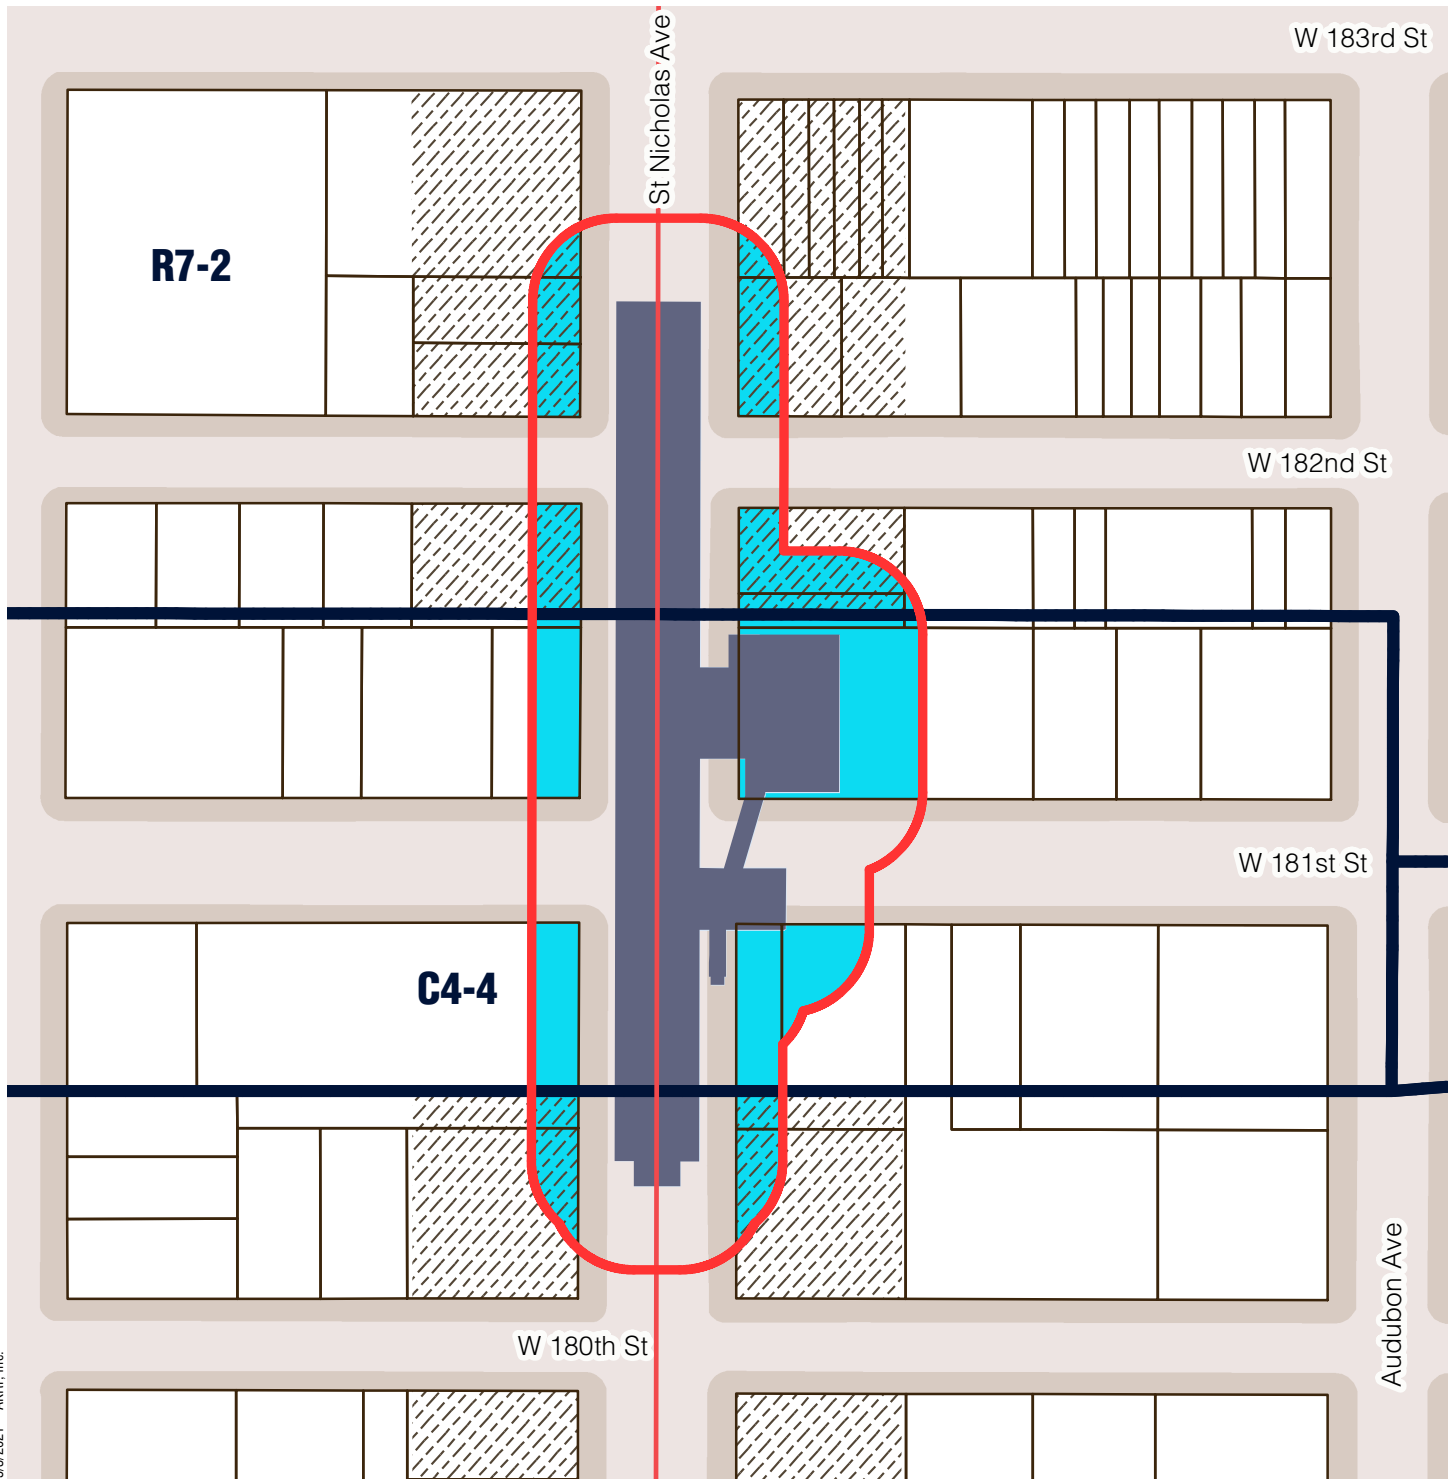 W 183rd St
St Nicholas Ave
R7-2
W 182nd St
W 181st St
C4-4
W 180th St
Audubon Ave